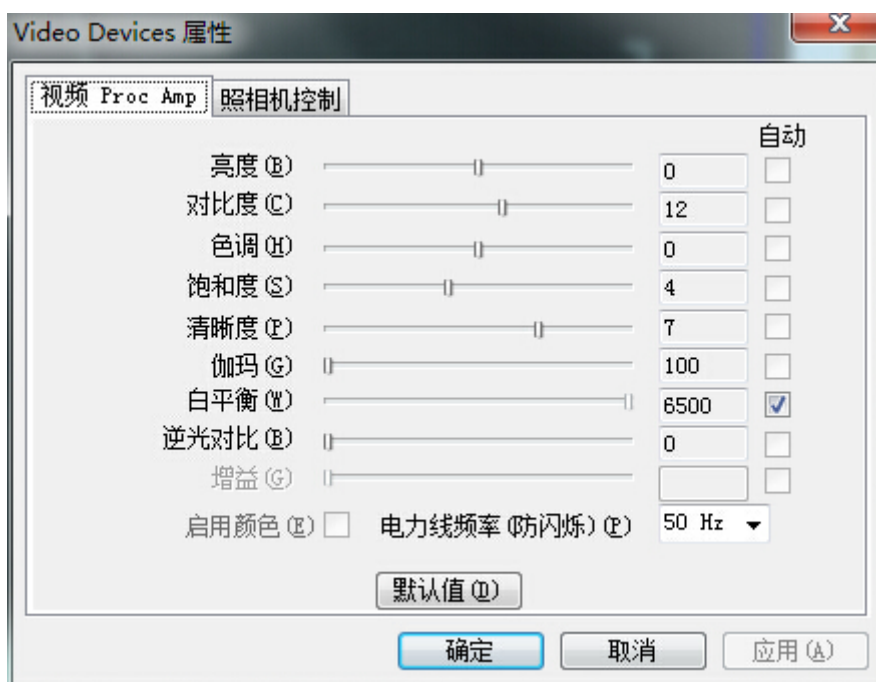 Video Devices 属性
视频 Proc Amp 照相机控制
自动
亮度(B) 0
对比度(C) 12
色调(H) 0
饱和度(S) 4
清晰度(P) 7
伽玛(G) 100
白平衡(W) 6500
逆光对比(B) 0
增益(G)
启用颜色(E) 电力线频率(防闪烁)(P) 50 Hz
默认值(D)
确定 取消 应用(A)